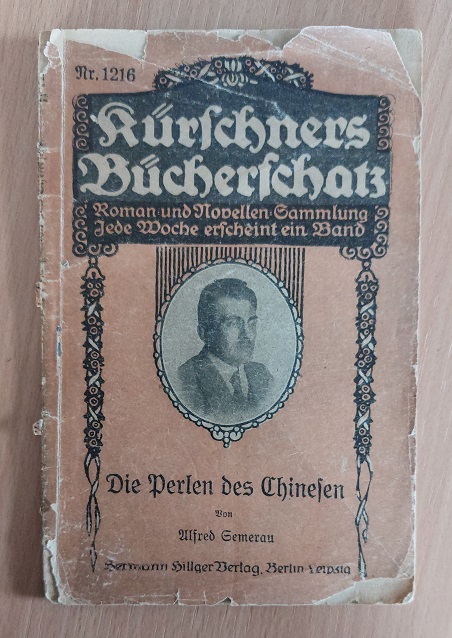 Nr. 1216
Kürschners
Bücherschatz
Roman- und Novellen-Sammlung
Jede Woche erscheint ein Band
Die Perlen des Chinesen
Von
Alfred Semerau
Hermann Hillger Verlag, Berlin-Leipzig